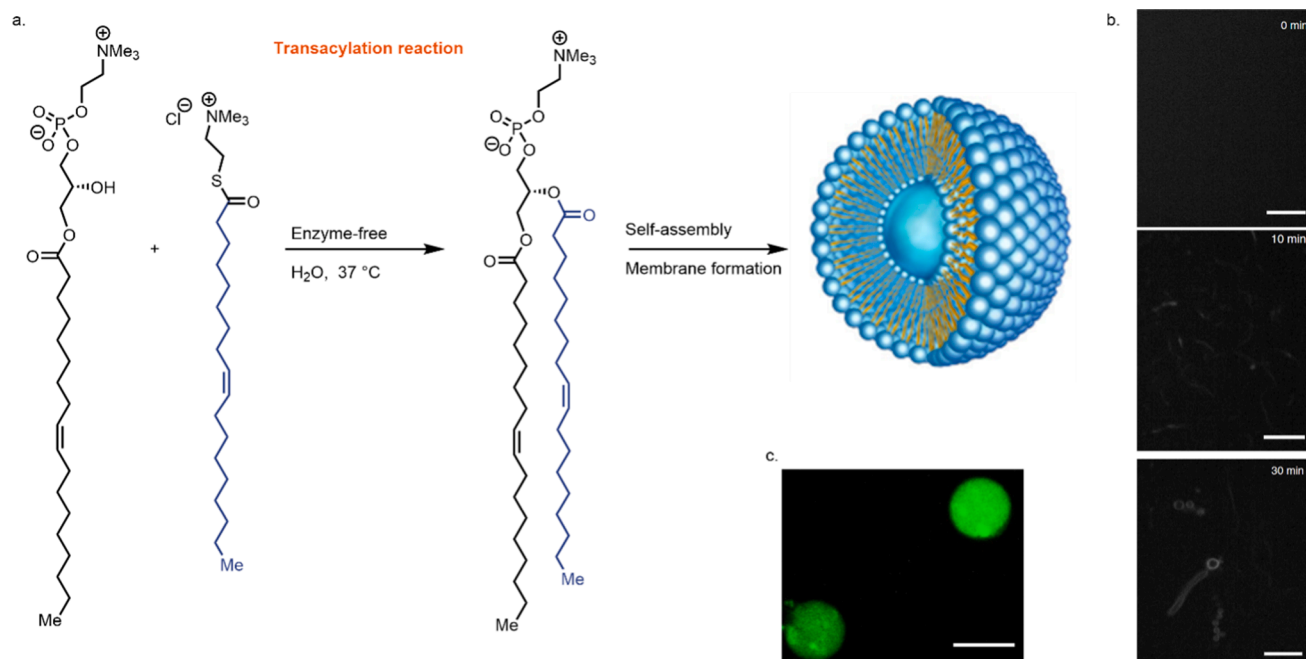 a.
Transacylation reaction
⊕
NMe3
O
O
P
⊖O
O
OH
O
O
Me
+
Cl⊖
⊕
NMe3
S
O
Me
Enzyme-free
H2O, 37 °C
⊕
NMe3
O
O
P
⊖O
O
O
O
O
O
Me
Me
Self-assembly
Membrane formation
b.
0 min
10 min
30 min
c.